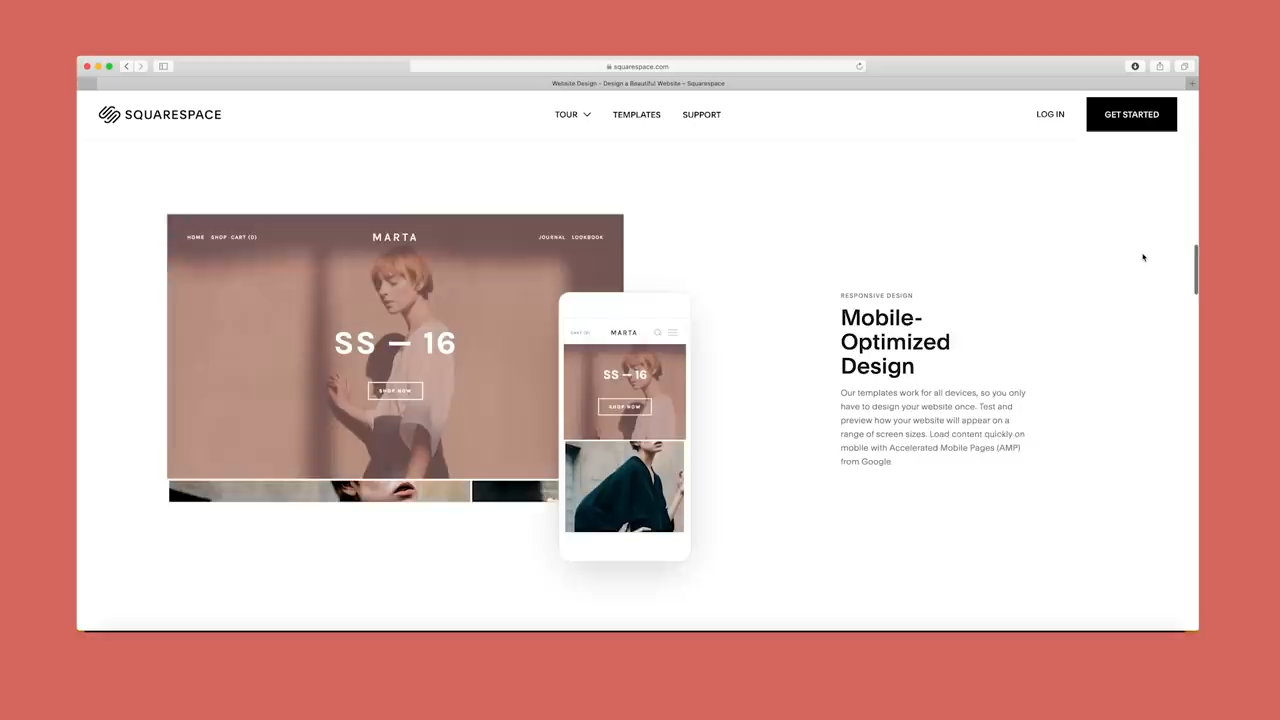 squarespace.com
Website Design – Design a Beautiful Website – Squarespace
SQUARESPACE
TOUR
TEMPLATES
SUPPORT
LOG IN
GET STARTED
HOME SHOP CART (0)
MARTA
JOURNAL LOOKBOOK
SS – 16
SHOP NOW
CART (0)
MARTA
SS – 16
SHOP NOW
RESPONSIVE DESIGN
Mobile-
Optimized
Design
Our templates work for all devices, so you only
have to design your website once. Test and
preview how your website will appear on a
range of screen sizes. Load content quickly on
mobile with Accelerated Mobile Pages (AMP)
from Google.